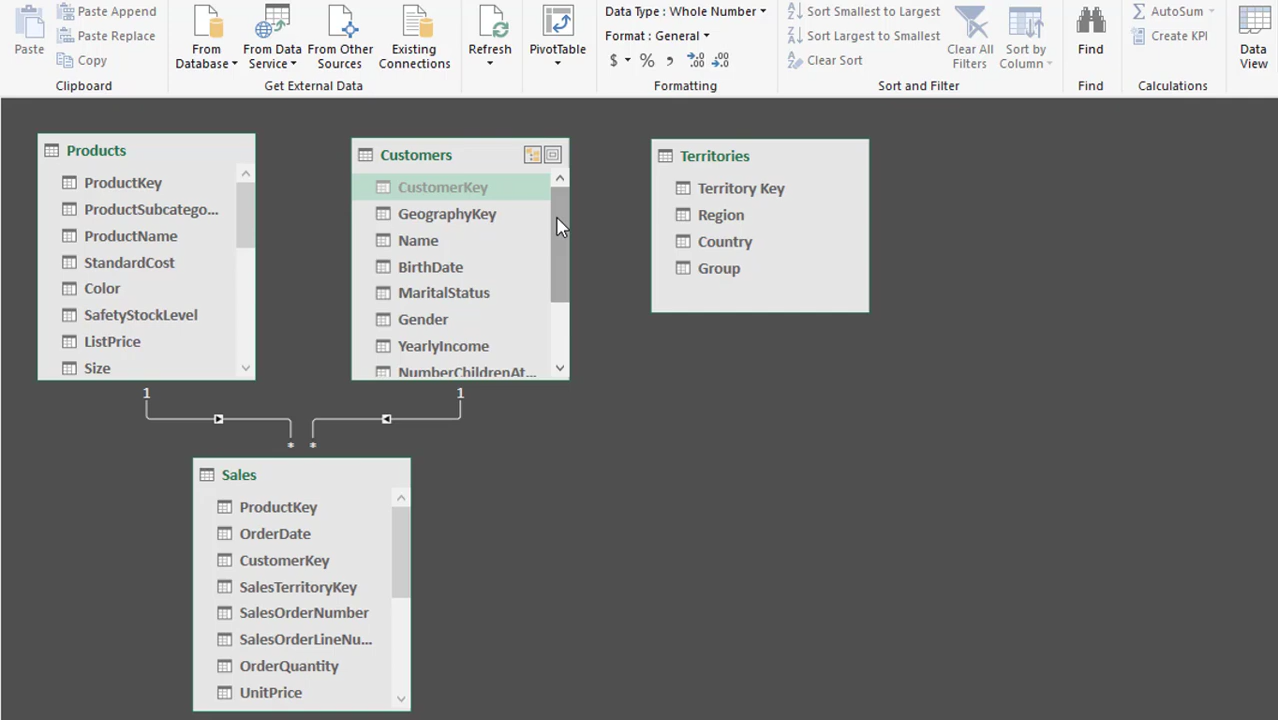 Paste
Paste Append
Paste Replace
Copy
Clipboard
From Database
From Data Service
From Other Sources
Existing Connections
Get External Data
Refresh
PivotTable
Data Type : Whole Number
Format : General
$ % , .00 .00
Formatting
Sort Smallest to Largest
Sort Largest to Smallest
Clear Sort
Clear All Filters
Sort by Column
Sort and Filter
Find
Find
AutoSum
Create KPI
Calculations
Data View
Products
ProductKey
ProductSubcatego...
ProductName
StandardCost
Color
SafetyStockLevel
ListPrice
Size
Customers
CustomerKey
GeographyKey
Name
BirthDate
MaritalStatus
Gender
YearlyIncome
NumberChildrenAt...
Territories
Territory Key
Region
Country
Group
1
1
* *
Sales
ProductKey
OrderDate
CustomerKey
SalesTerritoryKey
SalesOrderNumber
SalesOrderLineNu...
OrderQuantity
UnitPrice